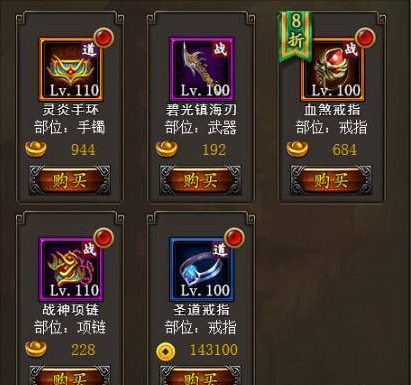 道
Lv. 110
灵炎手环
部位：手镯
944
购买
战
Lv. 100
碧光镇海刃
部位：武器
192
购买
8折
战
Lv. 100
血煞戒指
部位：戒指
684
购买
战
Lv. 110
战神项链
部位：项链
228
购买
道
Lv. 100
圣道戒指
部位：戒指
143100
购买